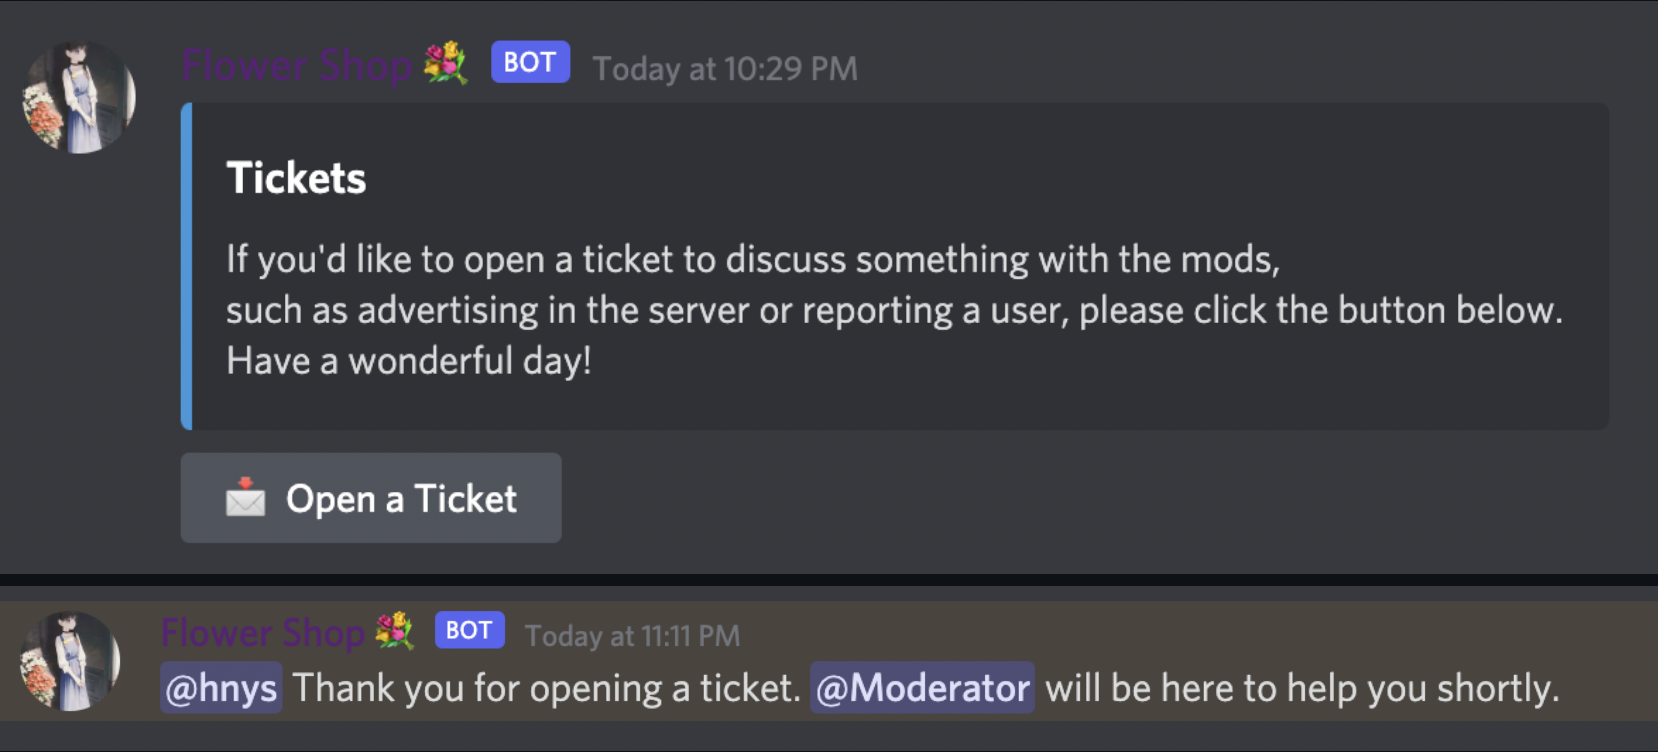 Flower Shop 💐 BOT Today at 10:29 PM
Tickets
If you'd like to open a ticket to discuss something with the mods,
such as advertising in the server or reporting a user, please click the button below.
Have a wonderful day!
Open a Ticket
Flower Shop 💐 BOT Today at 11:11 PM
@hnys Thank you for opening a ticket. @Moderator will be here to help you shortly.